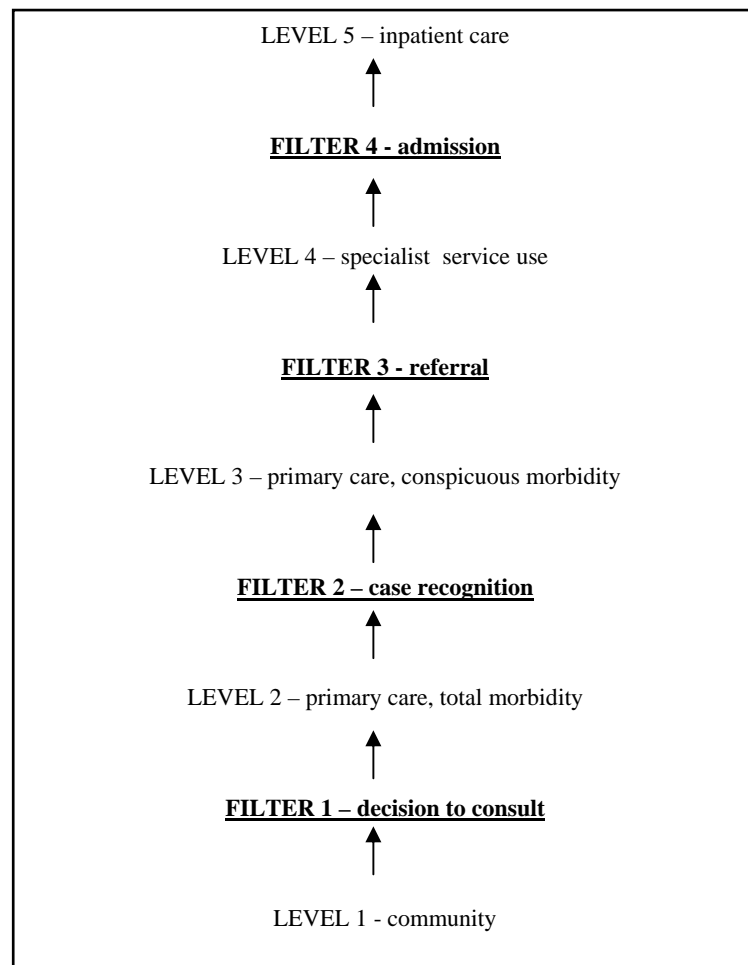 LEVEL 5 – inpatient care
FILTER 4 - admission
LEVEL 4 – specialist service use
FILTER 3 - referral
LEVEL 3 – primary care, conspicuous morbidity
FILTER 2 – case recognition
LEVEL 2 – primary care, total morbidity
FILTER 1 – decision to consult
LEVEL 1 - community